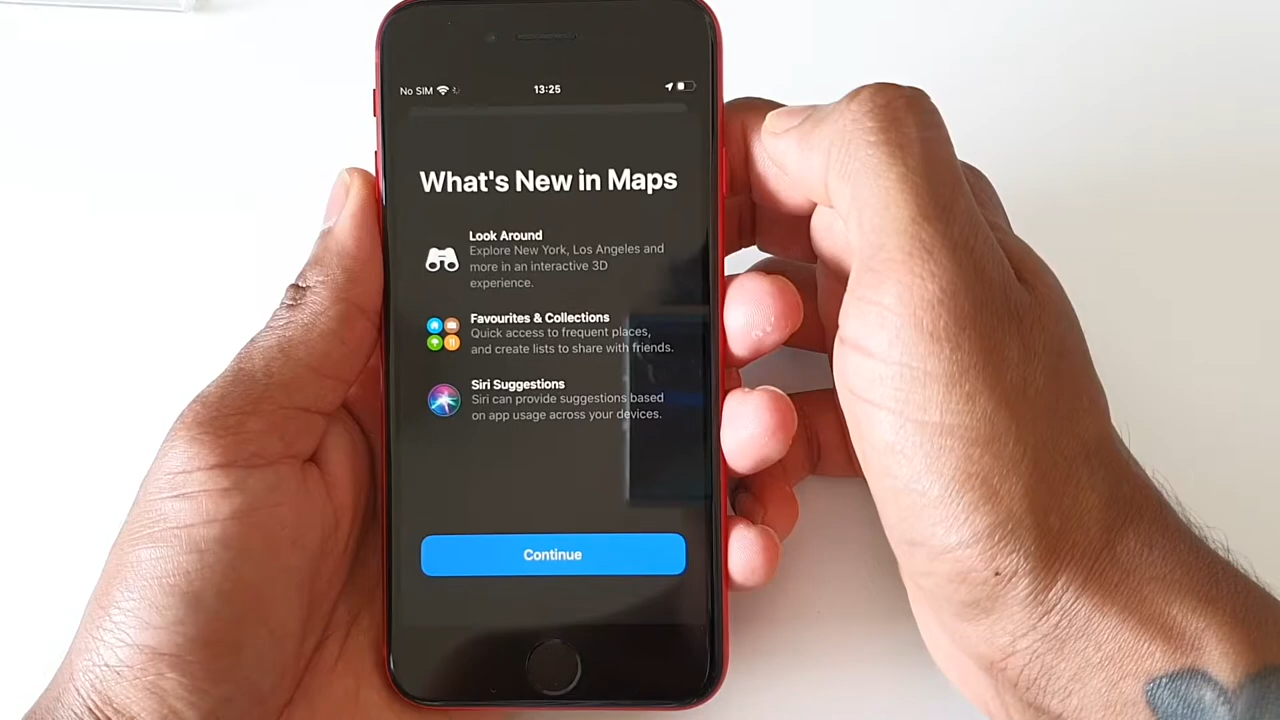 No SIM 13:25
What's New in Maps
Look Around
Explore New York, Los Angeles and
more in an interactive 3D
experience.
Favourites & Collections
Quick access to frequent places,
and create lists to share with friends.
Siri Suggestions
Siri can provide suggestions based
on app usage across your devices.
Continue